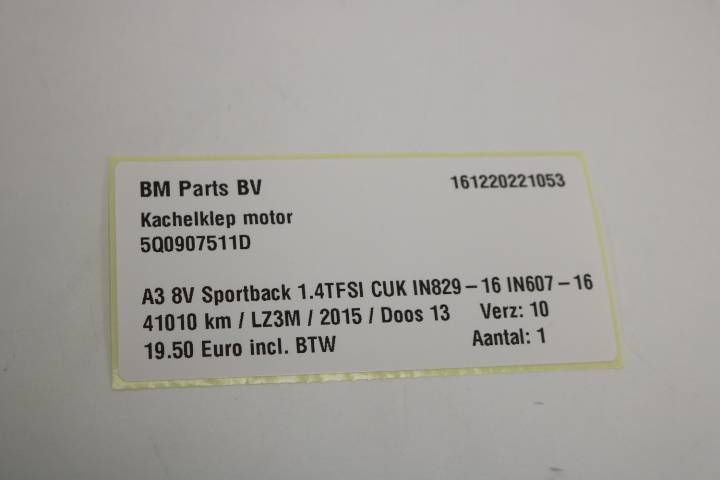 BM Parts BV 161220221053
Kachelklep motor
5Q0907511D
A3 8V Sportback 1.4TFSI CUK IN829-16 IN607-16
41010 km / LZ3M / 2015 / Doos 13 Verz: 10
19.50 Euro incl. BTW Aantal: 1